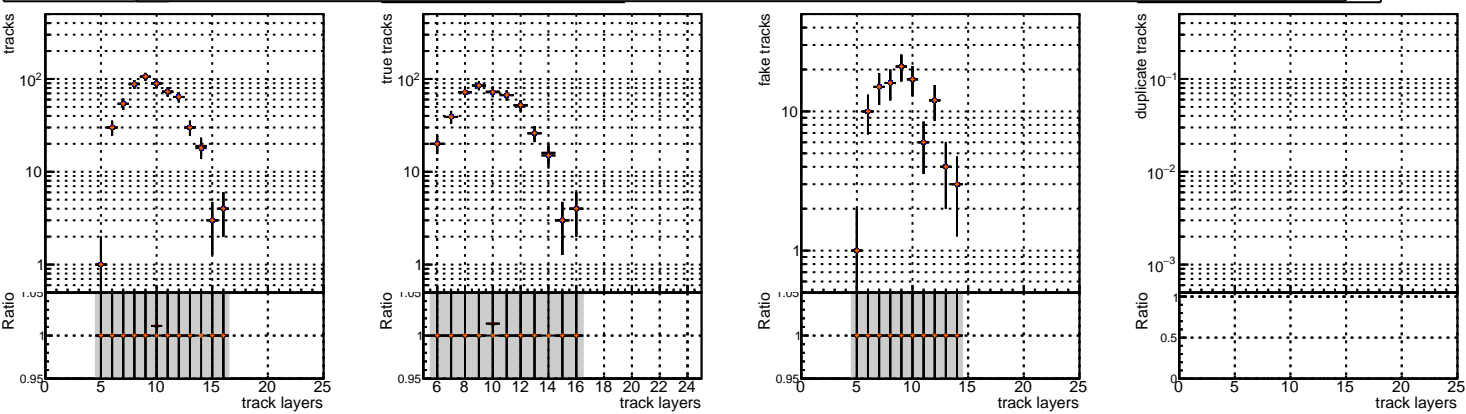 tracks
10²
10
1
Ratio
1.05
1
0.95
0 5 10 15 20 25
track layers
true tracks
10²
10
1
Ratio
1.05
1
0.95
6 8 10 12 14 16 18 20 22 24
track layers
fake tracks
10
1
Ratio
1.05
1
0.95
0 5 10 15 20 25
track layers
duplicate tracks
10⁻¹
10⁻²
10⁻³
Ratio
1
0.5
0
0 5 10 15 20 25
track layers